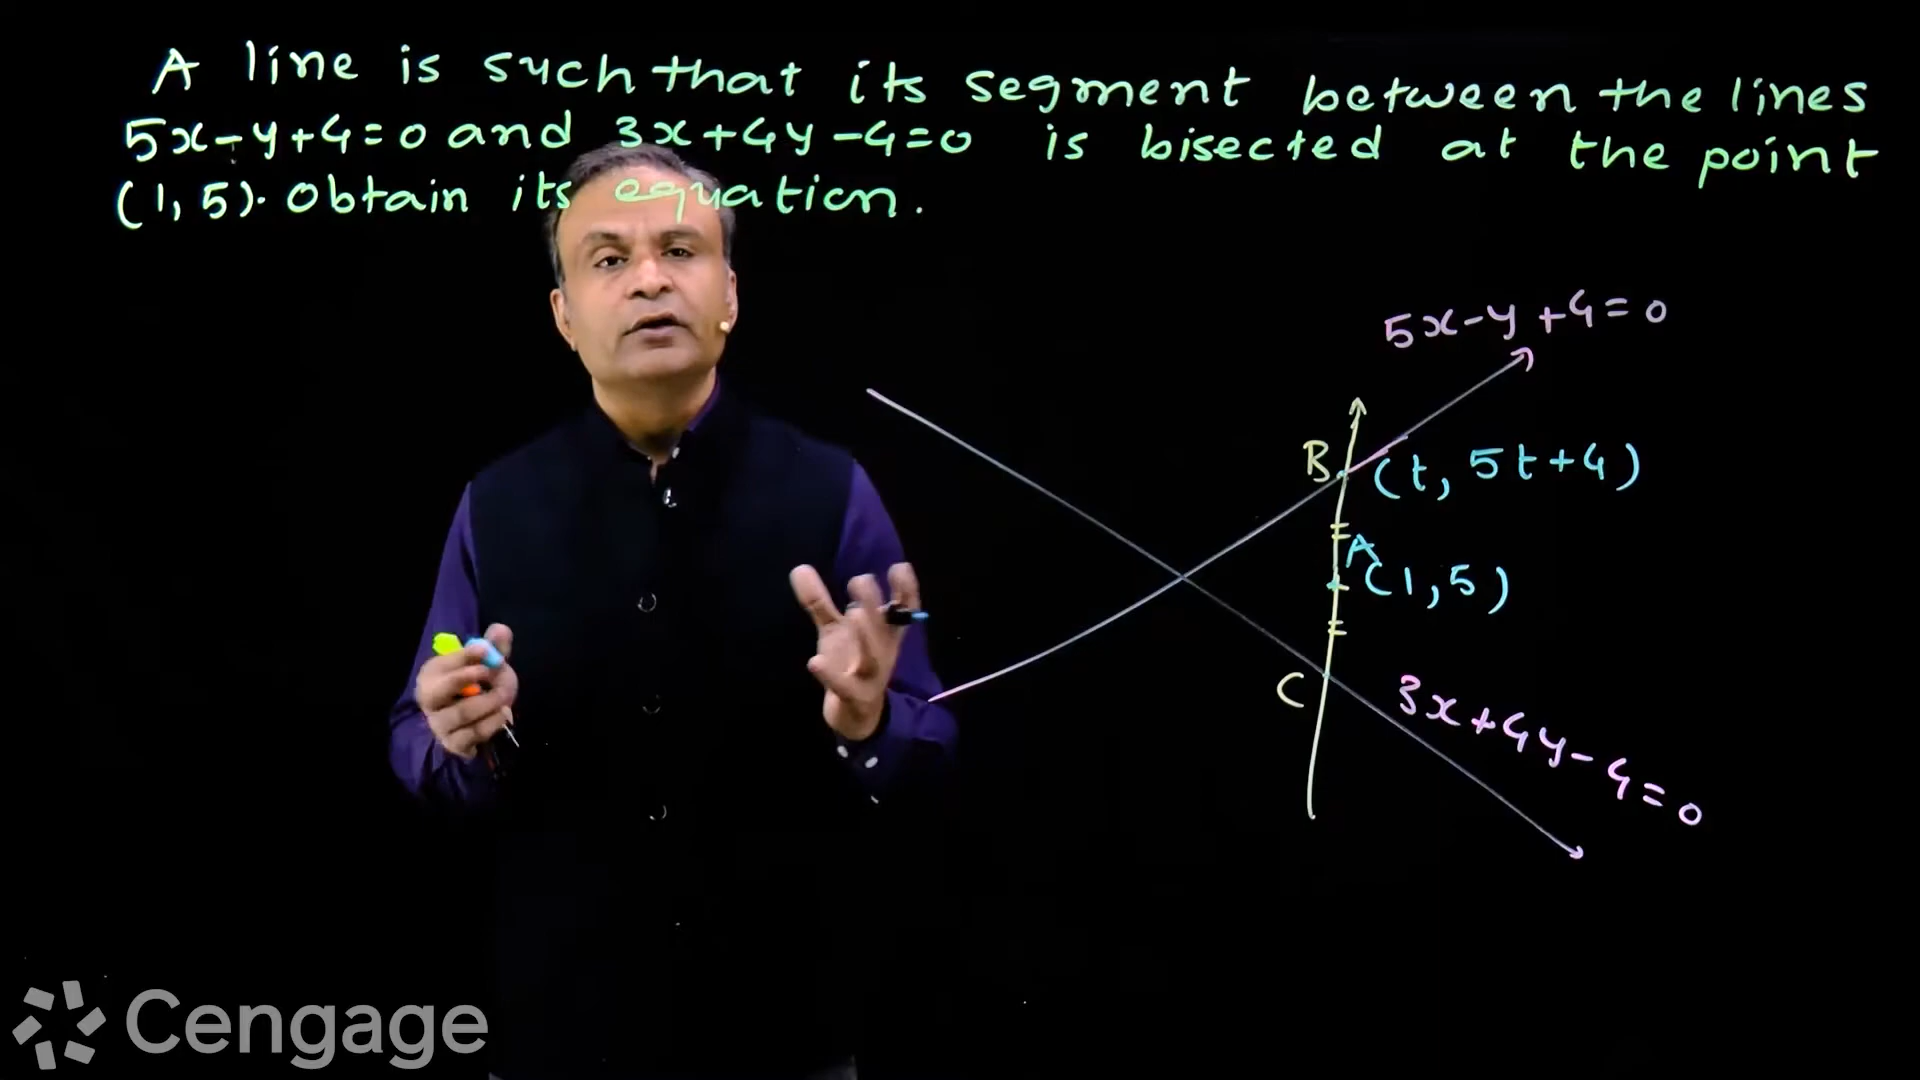 A line is such that its segment between the lines
5x-y+4=0 and 3x+4y-4=0 is bisected at the point
(1,5). obtain its equation.
5x-y+4=0
B (t, 5t+4)
A (1,5)
C
3x+4y-4=0
Cengage